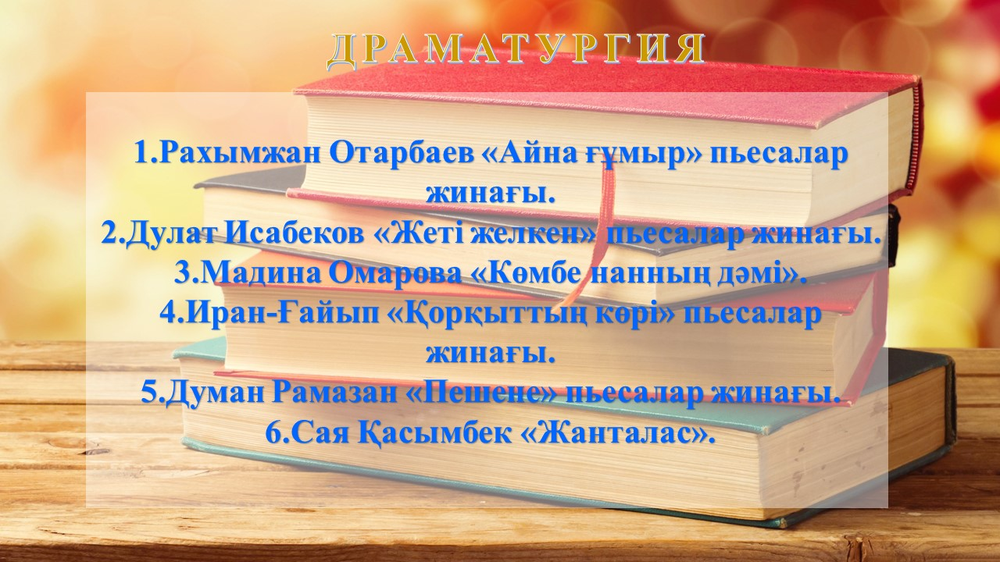 ДРАМАТУРГИЯ
1.Рахымжан Отарбаев «Айна ғұмыр» пьесалар
жинағы.
2.Дулат Исабеков «Жеті желкен» пьесалар жинағы.
3.Мадина Омарова «Көмбе нанның дәмі».
4.Иран-Ғайып «Қорқыттың көрі» пьесалар
жинағы.
5.Думан Рамазан «Пешене» пьесалар жинағы.
6.Сая Қасымбек «Жанталас».